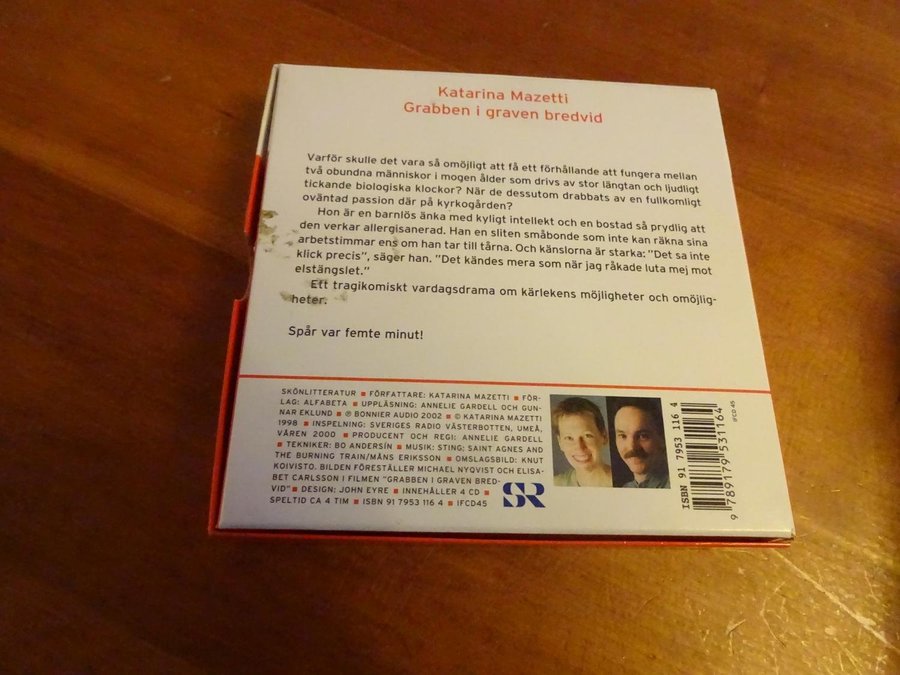 Katarina Mazetti
Grabben i graven bredvid
Varför skulle det vara så omöjligt att få ett förhållande att fungera mellan
två obundna människor i mogen ålder som drivs av stor längtan och ljudligt
tickande biologiska klockor? När de dessutom drabbats av en fullkomligt
oväntad passion där på kyrkogården?
Hon är en barnlös änka med kyligt intellekt och en bostad så prydlig att
den verkar allergisanerad. Han en sliten småbonde som inte kan räkna sina
arbetstimmar ens om han tar till tårna. Och känslorna är starka: "Det sa inte
klick precis", säger han. "Det kändes mera som när jag råkade luta mej mot
elstängslet."
Ett tragikomiskt vardagsdrama om kärlekens möjligheter och omöjlig-
heter.
Spår var femte minut!
SKÖNLITTERATUR ■ FÖRFATTARE: KATARINA MAZETTI ■ FÖR-
LAG: ALFABETA ■ UPPLÄSNING: ANNELIE GARDELL OCH GUN-
NAR EKLUND ■ ℗ BONNIER AUDIO 2002 ■ © KATARINA MAZETTI
1998 ■ INSPELNING: SVERIGES RADIO VÄSTERBOTTEN, UMEÅ,
VÅREN 2000 ■ PRODUCENT OCH REGI: ANNELIE GARDELL
■ TEKNIKER: BO ANDERSÍN ■ MUSIK: STING: SAINT AGNES AND
THE BURNING TRAIN/MÅNS ERIKSSON ■ OMSLAGSBILD: KNUT
KOIVISTO. BILDEN FÖRESTÄLLER MICHAEL NYQVIST OCH ELISA-
BET CARLSSON I FILMEN "GRABBEN I GRAVEN BRED-
VID" ■ DESIGN: JOHN EYRE ■ INNEHÅLLER 4 CD ■
SPELTID CA 4 TIM ■ ISBN 91 7953 116 4 ■ IFCD45
SR
ISBN 91 7953 116 4
9 789179 531164
IFCD 45